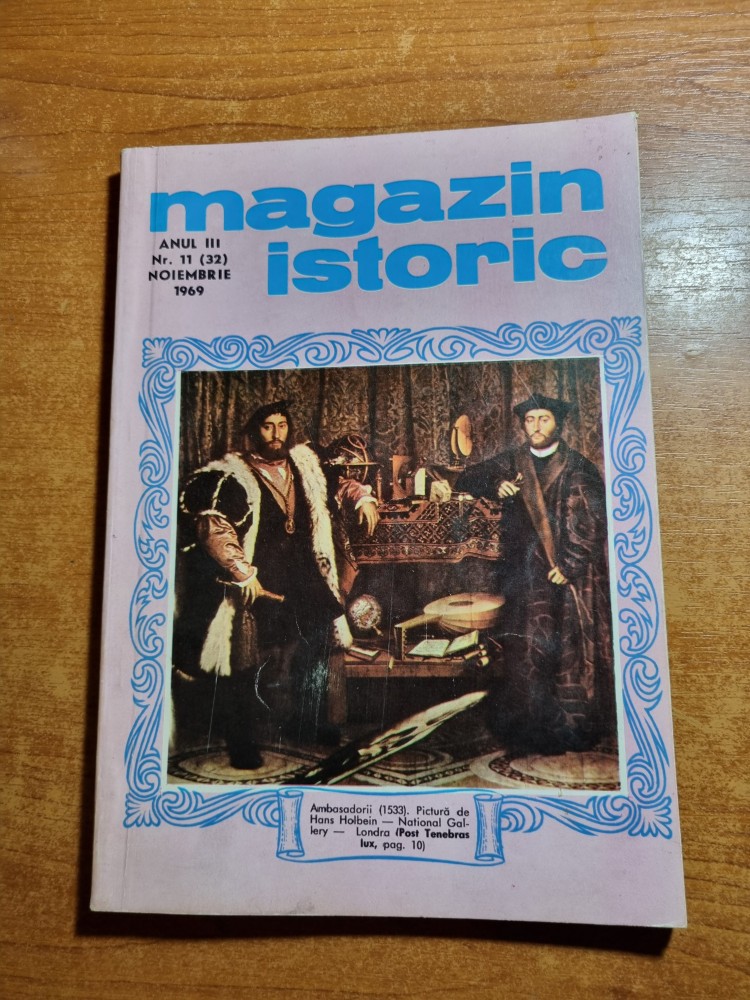 magazin
istoric
ANUL III
Nr. 11 (32)
NOIEMBRIE
1969
Ambasadorii (1533). Pictură de
Hans Holbein — National Gal-
lery — Londra (Post Tenebras
lux, pag. 10)